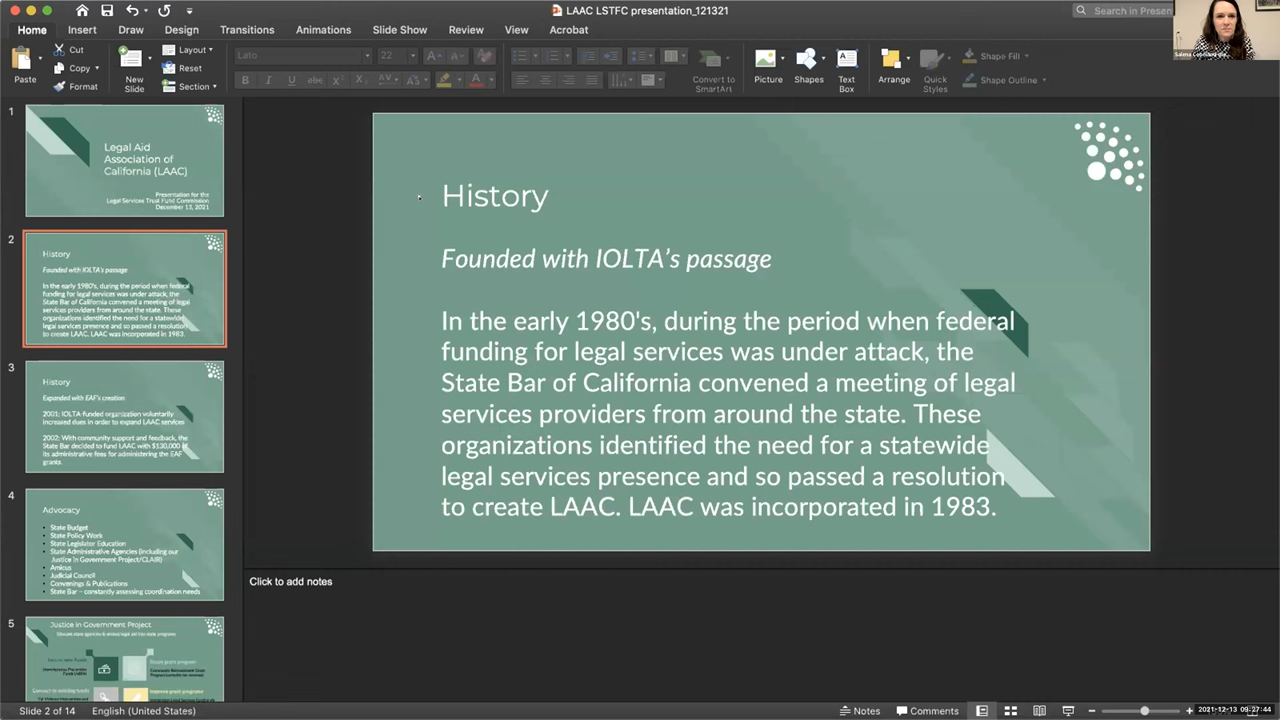 LAAC LSTFC presentation_121321
Search in Presen
Home Insert Draw Design Transitions Animations Slide Show Review View Acrobat
Paste
Cut
Copy
Format
New Slide
Layout
Reset
Section
Lato 22
Convert to SmartArt
Picture
Shapes
Text Box
Arrange
Quick Styles
Shape Fill
Shape Outline
1
Legal Aid
Association of
California (LAAC)
Presentation for the
Legal Services Trust Fund Commission
December 13, 2021
2
History
Founded with IOLTA's passage
In the early 1980's, during the period when federal
funding for legal services was under attack, the
State Bar of California convened a meeting of legal
services providers from around the state. These
organizations identified the need for a statewide
legal services presence and so passed a resolution
to create LAAC. LAAC was incorporated in 1983.
3
History
Expanded with EAF's creation
2001: IOLTA-funded organization voluntarily
increased dues in order to expand LAAC services
2002: With community support and feedback, the
State Bar decided to fund LAAC with $130,000 of
its administrative fees for administering the EAF
grants.
4
Advocacy
State Budget
State Policy Work
State Legislator Education
State Administrative Agencies (including our
Justice in Government Project/CLAIR)
Amicus
Judicial Council
Convenings & Publications
State Bar – constantly assessing coordination needs
5
Justice in Government Project
History
Founded with IOLTA's passage
In the early 1980's, during the period when federal
funding for legal services was under attack, the
State Bar of California convened a meeting of legal
services providers from around the state. These
organizations identified the need for a statewide
legal services presence and so passed a resolution
to create LAAC. LAAC was incorporated in 1983.
Click to add notes
Slide 2 of 14 English (United States)
Notes Comments
2021-12-13 09:27:44